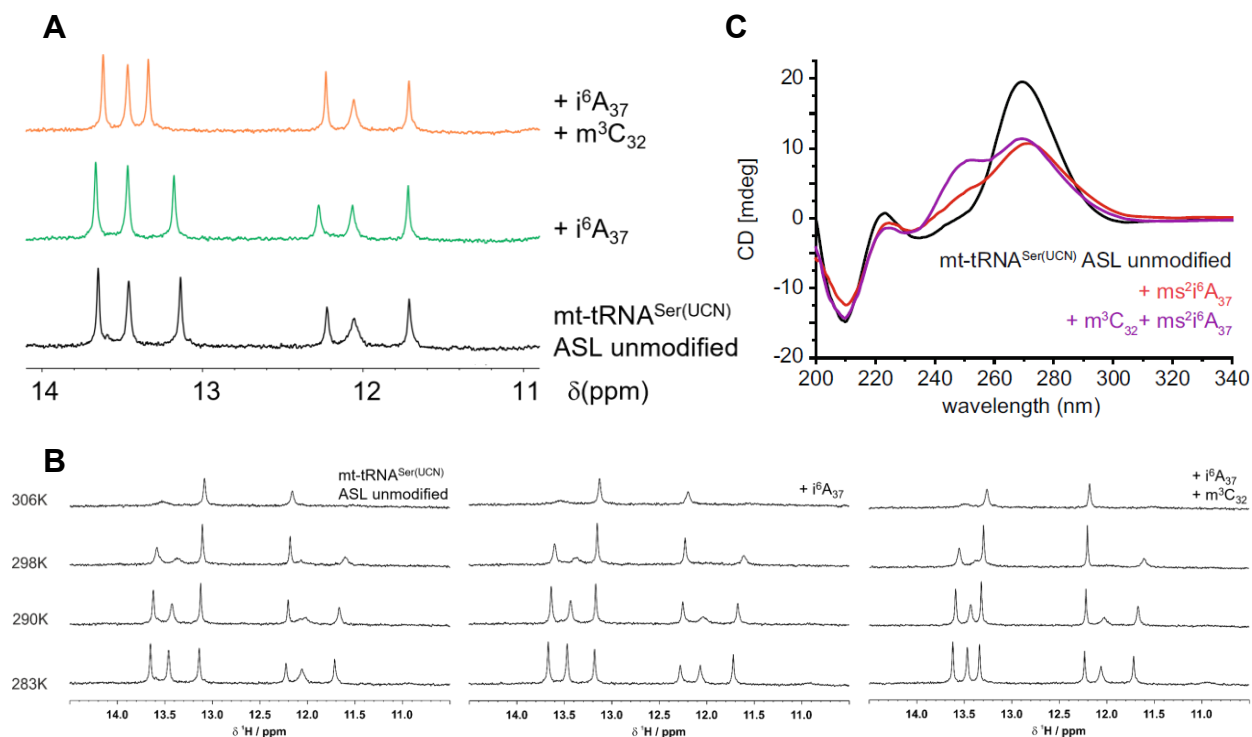 A
+ i⁶A₃₇
+ m³C₃₂
+ i⁶A₃₇
mt-tRNAˢᵉʳ⁽ᵁᶜᴺ⁾
ASL unmodified
14 13 12 11 δ(ppm)
C
CD [mdeg]
20
10
0
-10
-20
mt-tRNAˢᵉʳ⁽ᵁᶜᴺ⁾ ASL unmodified
+ ms²i⁶A₃₇
+ m³C₃₂+ ms²i⁶A₃₇
200 220 240 260 280 300 320 340
wavelength (nm)
B
306K
298K
290K
283K
mt-tRNAˢᵉʳ⁽ᵁᶜᴺ⁾
ASL unmodified
14.0 13.5 13.0 12.5 12.0 11.5 11.0
δ ¹H / ppm
+ i⁶A₃₇
14.0 13.5 13.0 12.5 12.0 11.5 11.0
δ ¹H / ppm
+ i⁶A₃₇
+ m³C₃₂
14.0 13.5 13.0 12.5 12.0 11.5 11.0
δ ¹H / ppm